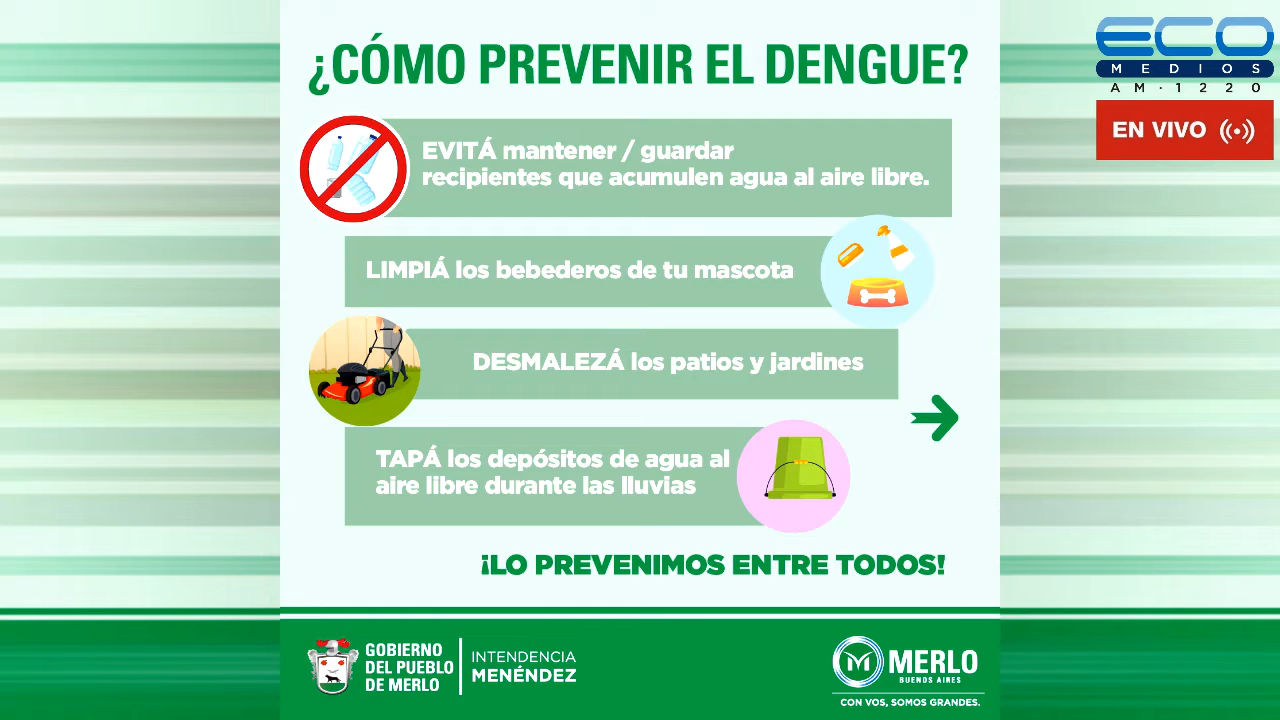 ¿CÓMO PREVENIR EL DENGUE?
EVITÁ mantener / guardar
recipientes que acumulen agua al aire libre.
LIMPIÁ los bebederos de tu mascota
DESMALEZÁ los patios y jardines
TAPÁ los depósitos de agua al
aire libre durante las lluvias
¡LO PREVENIMOS ENTRE TODOS!
GOBIERNO
DEL PUEBLO
DE MERLO
INTENDENCIA
MENÉNDEZ
MERLO
BUENOS AIRES
CON VOS, SOMOS GRANDES.
ECO
MEDIOS
AM·1220
EN VIVO